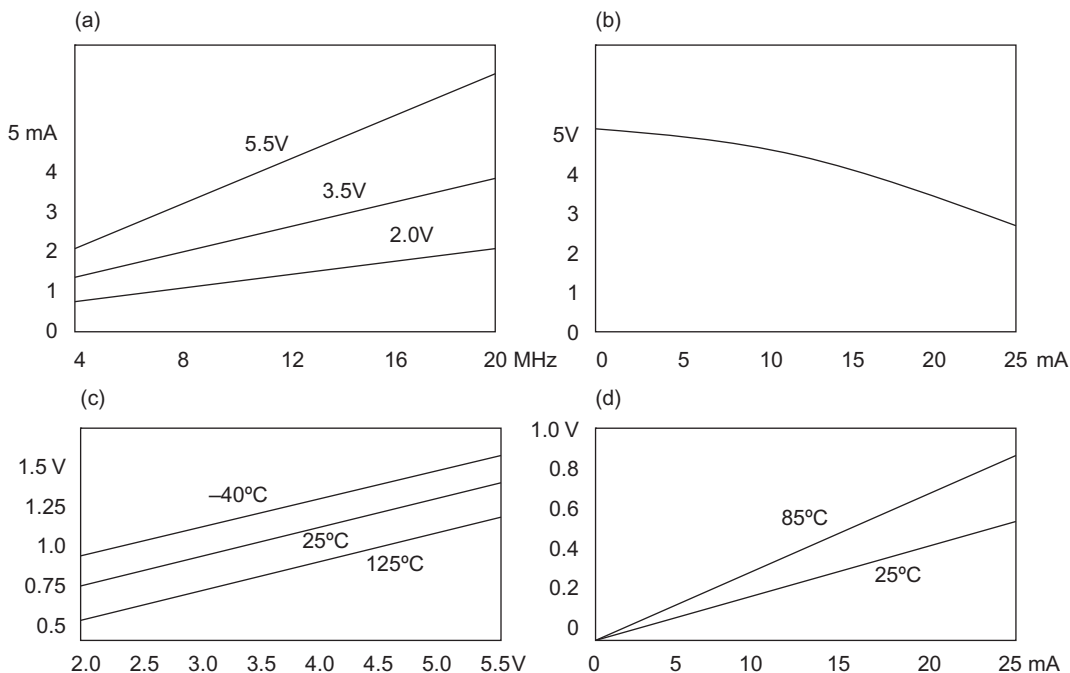 (a)
5 mA
4
3
2
1
0
5.5V
3.5V
2.0V
4 8 12 16 20 MHz
(b)
5V
4
3
2
1
0
0 5 10 15 20 25 mA
(c)
1.5 V
1.25
1.0
0.75
0.5
–40ºC
25ºC
125ºC
2.0 2.5 3.0 3.5 4.0 4.5 5.0 5.5V
(d)
1.0 V
0.8
0.6
0.4
0.2
0
85ºC
25ºC
0 5 10 15 20 25 mA